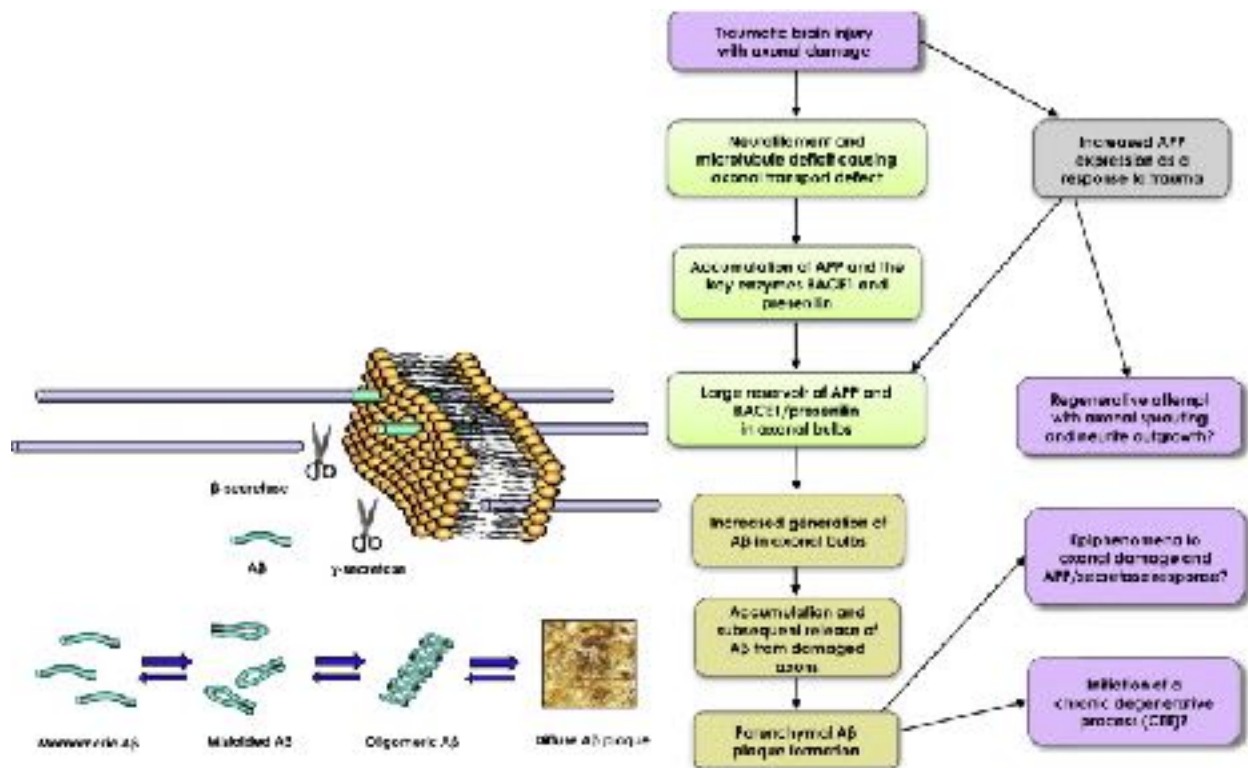 Traumatic brain injury
with axonal damage
Neurofilament and
microtubule deficit causing
axonal transport defect
Increased APP
expression as a
response to trauma
Accumulation of APP and the
key enzymes BACE1 and
presenilin
Large reservoir of APP and
BACE1/presenilin
in axonal bulbs
Regenerative attempt
with axonal sprouting
and neurite outgrowth?
β-secretase
Aβ
γ-secretase
Increased generation of
Aβ in axonal bulbs
Epiphenomena to
axonal damage and
APP/secretase response?
Accumulation and
subsequent release of
Aβ from damaged
axons
Initiation of a
chronic degenerative
process
Parenchymal Aβ
plaque formation
Monomeric Aβ
Misfolded Aβ
Oligomeric Aβ
Diffuse Aβ plaque